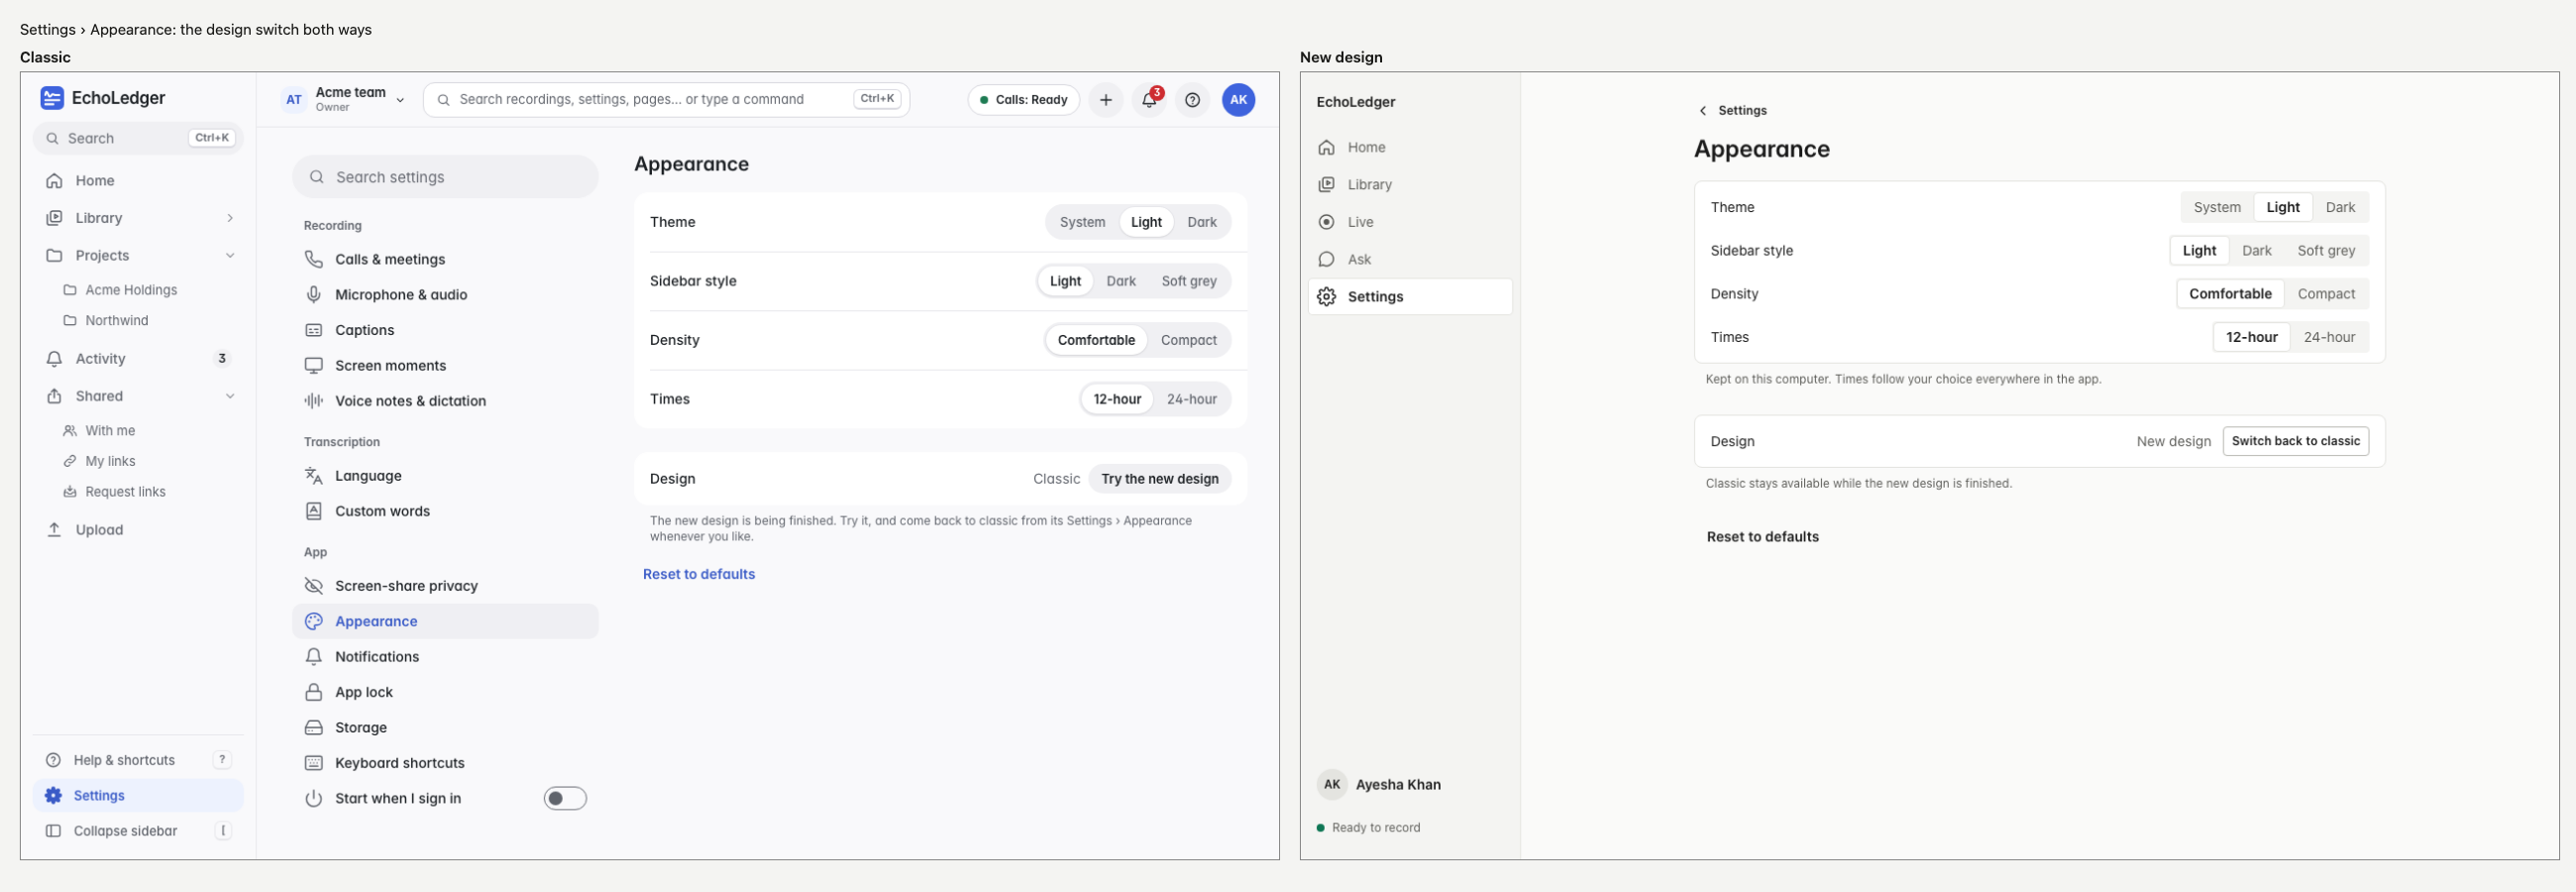 Settings › Appearance: the design switch both ways
Classic
EchoLedger
Search Ctrl+K
Home
Library
Projects
Acme Holdings
Northwind
Activity 3
Shared
With me
My links
Request links
Upload
Help & shortcuts ?
Settings
Collapse sidebar [
AT Acme team
Owner
Search recordings, settings, pages... or type a command Ctrl+K
Calls: Ready
3
AK
Search settings
Recording
Calls & meetings
Microphone & audio
Captions
Screen moments
Voice notes & dictation
Transcription
Language
Custom words
App
Screen-share privacy
Appearance
Notifications
App lock
Storage
Keyboard shortcuts
Start when I sign in
Appearance
Theme System Light Dark
Sidebar style Light Dark Soft grey
Density Comfortable Compact
Times 12-hour 24-hour
Design Classic Try the new design
The new design is being finished. Try it, and come back to classic from its Settings › Appearance
whenever you like.
Reset to defaults
New design
EchoLedger
Home
Library
Live
Ask
Settings
AK Ayesha Khan
Ready to record
Settings
Appearance
Theme System Light Dark
Sidebar style Light Dark Soft grey
Density Comfortable Compact
Times 12-hour 24-hour
Kept on this computer. Times follow your choice everywhere in the app.
Design New design Switch back to classic
Classic stays available while the new design is finished.
Reset to defaults